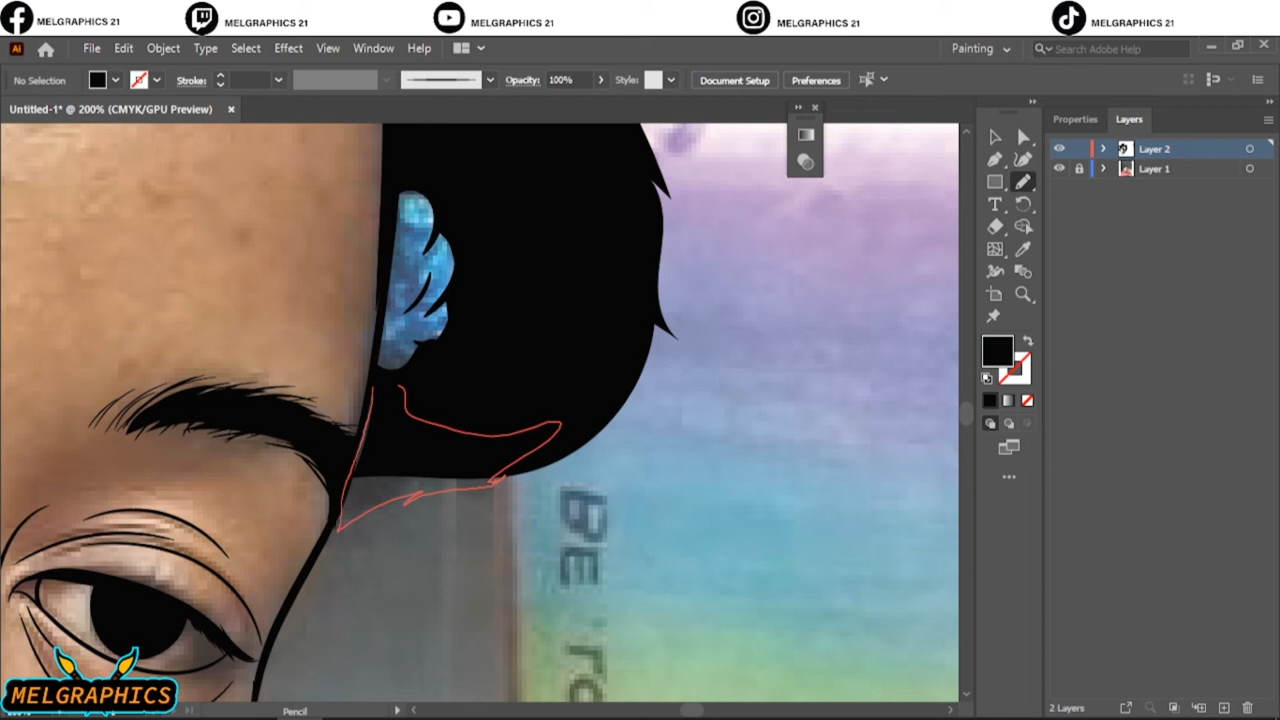 MELGRAPHICS 21 MELGRAPHICS 21 MELGRAPHICS 21 MELGRAPHICS 21 MELGRAPHICS 21
Ai File Edit Object Type Select Effect View Window Help Painting Search Adobe Help
No Selection Stroke: Opacity: 100% Style: Document Setup Preferences
Untitled-1* @ 200% (CMYK/GPU Preview)
Properties Layers
Layer 2
Layer 1
T
BE
MELGRAPHICS
Pencil
2 Layers